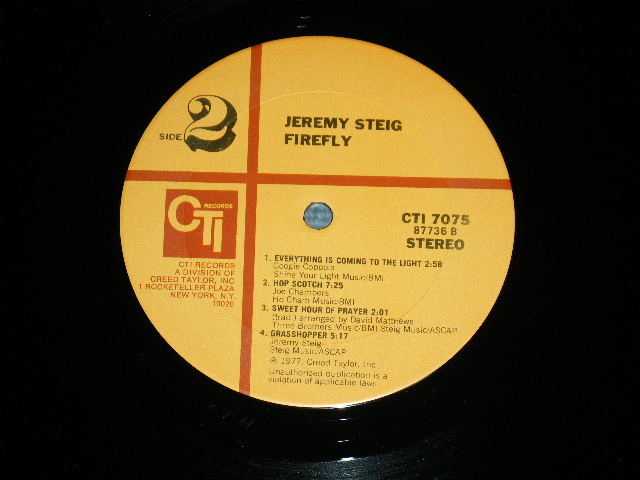 SIDE 2
JEREMY STEIG
FIREFLY
CTI RECORDS
CTI RECORDS
A DIVISION OF
CREED TAYLOR, INC
1 ROCKEFELLER PLAZA
NEW YORK, N.Y.
10020
CTI 7075
87736 B
STEREO
1. EVERYTHING IS COMING TO THE LIGHT 2:58
Googie Coppola
Shine Your Light Music/BMI
2. HOP SCOTCH 7:25
Joe Chambers
Ho Cham Music/BMI
3. SWEET HOUR OF PRAYER 2:01
(trad.) arranged by David Matthews
Three Brothers Music/BMI Steig Music/ASCAP
4. GRASSHOPPER 5:17
Jeremy Steig
Steig Music/ASCAP
℗ 1977, Creed Taylor, Inc.
Unauthorized duplication is a
violation of applicable laws